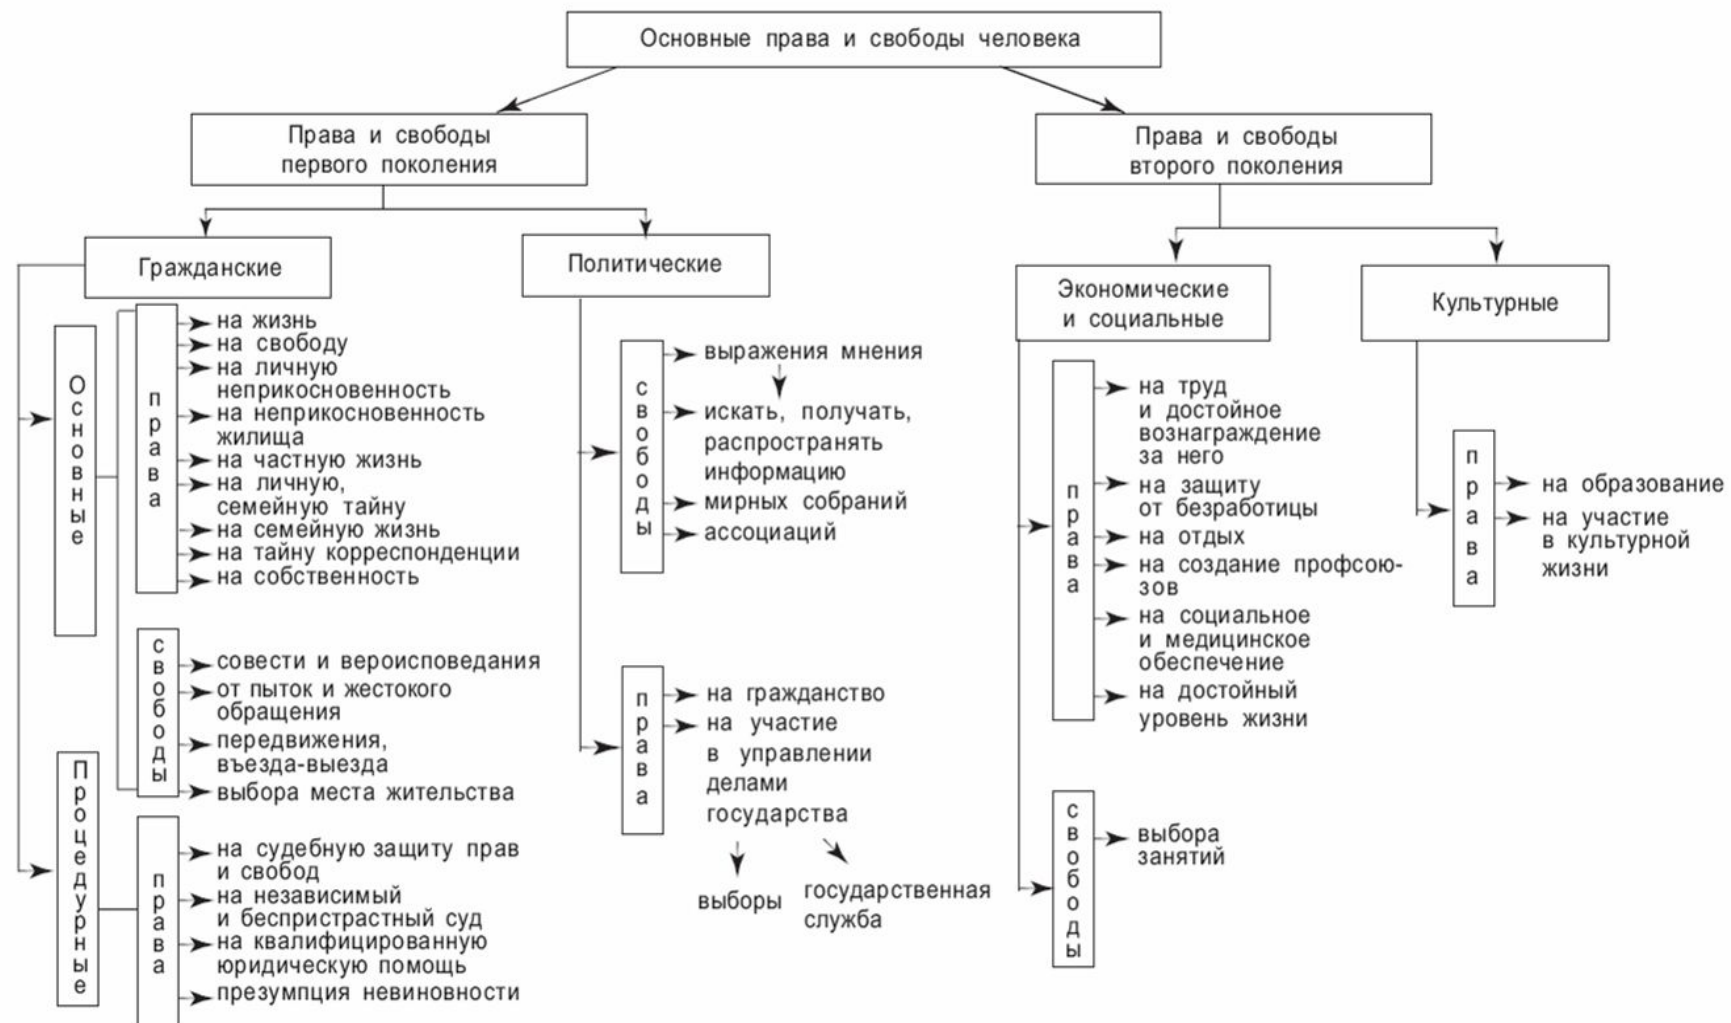 Основные права и свободы человека
Права и свободы
первого поколения
Права и свободы
второго поколения
Гражданские
Политические
Экономические
и социальные
Культурные
Основные
права
на жизнь
на свободу
на личную
неприкосновенность
на неприкосновенность
жилища
на частную жизнь
на личную,
семейную тайну
на семейную жизнь
на тайну корреспонденции
на собственность
свободы
совести и вероисповедания
от пыток и жестокого
обращения
передвижения,
въезда-выезда
выбора места жительства
Процедурные
права
на судебную защиту прав
и свобод
на независимый
и беспристрастный суд
на квалифицированную
юридическую помощь
презумпция невиновности
свободы
выражения мнения
искать, получать,
распространять
информацию
мирных собраний
ассоциаций
права
на гражданство
на участие
в управлении
делами
государства
выборы
государственная
служба
права
на труд
и достойное
вознаграждение
за него
на защиту
от безработицы
на отдых
на создание профсою-
зов
на социальное
и медицинское
обеспечение
на достойный
уровень жизни
свободы
выбора
занятий
права
на образование
на участие
в культурной
жизни